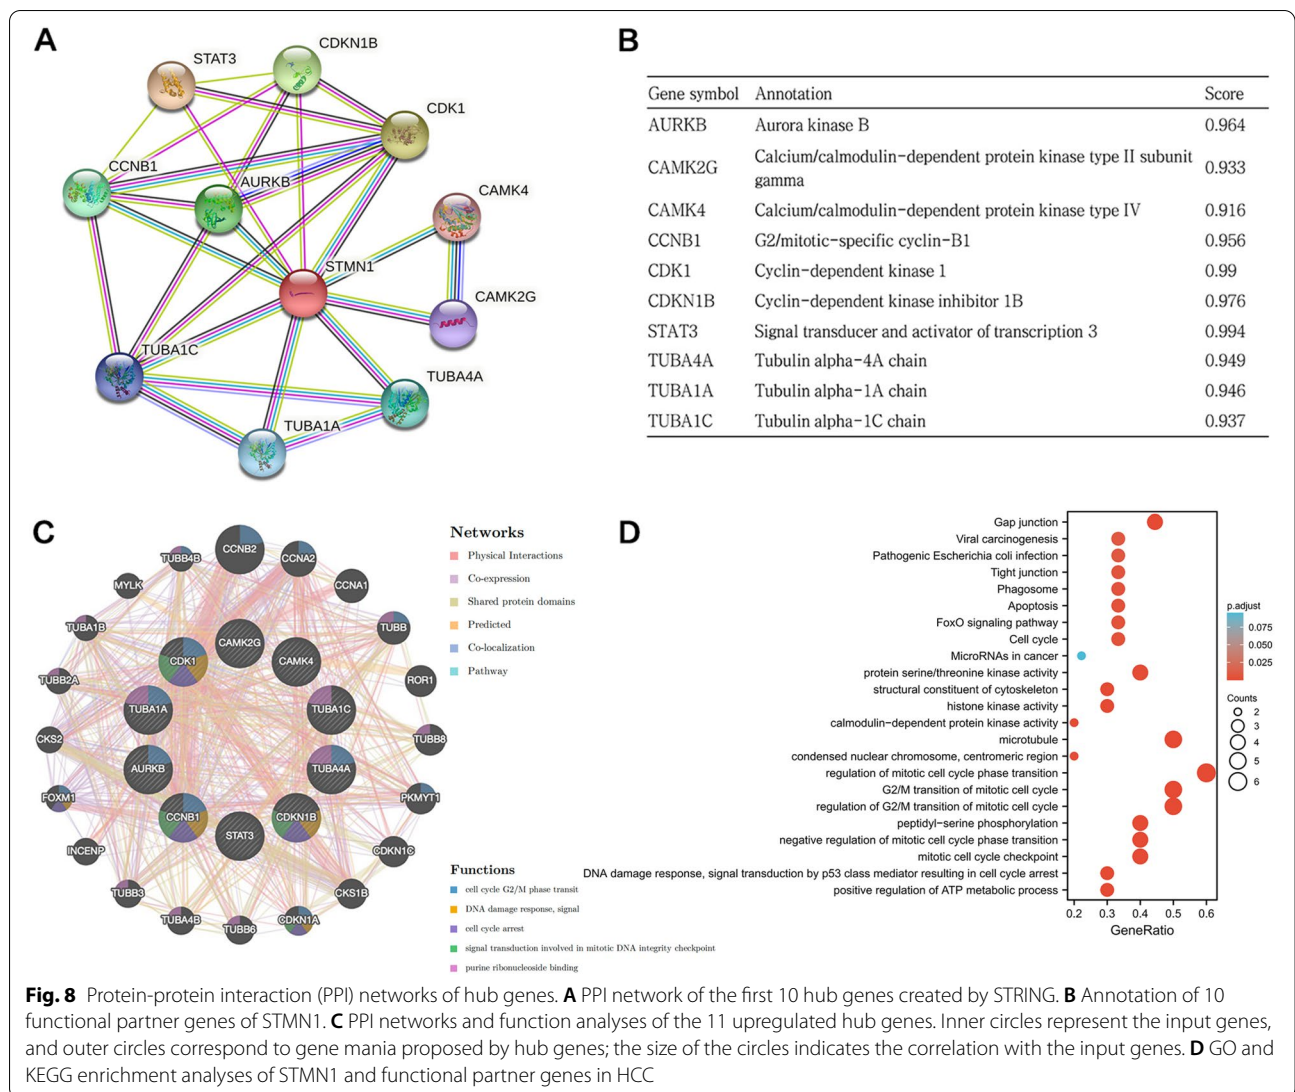 A
CDKN1B
STAT3
CDK1
CCNB1
AURKB
CAMK4
STMN1
CAMK2G
TUBA1C
TUBA4A
TUBA1A
B
Gene symbol Annotation Score
AURKB Aurora kinase B 0.964
CAMK2G Calcium/calmodulin-dependent protein kinase type II subunit gamma 0.933
CAMK4 Calcium/calmodulin-dependent protein kinase type IV 0.916
CCNB1 G2/mitotic-specific cyclin-B1 0.956
CDK1 Cyclin-dependent kinase 1 0.99
CDKN1B Cyclin-dependent kinase inhibitor 1B 0.976
STAT3 Signal transducer and activator of transcription 3 0.994
TUBA4A Tubulin alpha-4A chain 0.949
TUBA1A Tubulin alpha-1A chain 0.946
TUBA1C Tubulin alpha-1C chain 0.937
C
CCNB2
TUBB4B
CCNA2
MYLK
CCNA1
TUBA1B
TUBB
CAMK2G
CDK1
CAMK4
TUBB2A
ROR1
TUBA1A
TUBA1C
CKS2
TUBB8
AURKB
TUBA4A
FOXM1
PKMYT1
CCNB1
CDKN1B
STAT3
INCENP
CDKN1C
TUBB3
CKS1B
TUBA4B
TUBB6
CDKN1A
Networks
Physical Interactions
Co-expression
Shared protein domains
Predicted
Co-localization
Pathway
Functions
cell cycle G2/M phase transit
DNA damage response, signal
cell cycle arrest
signal transduction involved in mitotic DNA integrity checkpoint
purine ribonucleoside binding
D
Gap junction
Viral carcinogenesis
Pathogenic Escherichia coli infection
Tight junction
Phagosome
Apoptosis
FoxO signaling pathway
Cell cycle
MicroRNAs in cancer
protein serine/threonine kinase activity
structural constituent of cytoskeleton
histone kinase activity
calmodulin-dependent protein kinase activity
microtubule
condensed nuclear chromosome, centromeric region
regulation of mitotic cell cycle phase transition
G2/M transition of mitotic cell cycle
regulation of G2/M transition of mitotic cell cycle
peptidyl-serine phosphorylation
negative regulation of mitotic cell cycle phase transition
mitotic cell cycle checkpoint
DNA damage response, signal transduction by p53 class mediator resulting in cell cycle arrest
positive regulation of ATP metabolic process
0.2 0.3 0.4 0.5 0.6
GeneRatio
p.adjust
0.075
0.050
0.025
Counts
2
3
4
5
6
Fig. 8 Protein-protein interaction (PPI) networks of hub genes. A PPI network of the first 10 hub genes created by STRING. B Annotation of 10
functional partner genes of STMN1. C PPI networks and function analyses of the 11 upregulated hub genes. Inner circles represent the input genes,
and outer circles correspond to gene mania proposed by hub genes; the size of the circles indicates the correlation with the input genes. D GO and
KEGG enrichment analyses of STMN1 and functional partner genes in HCC